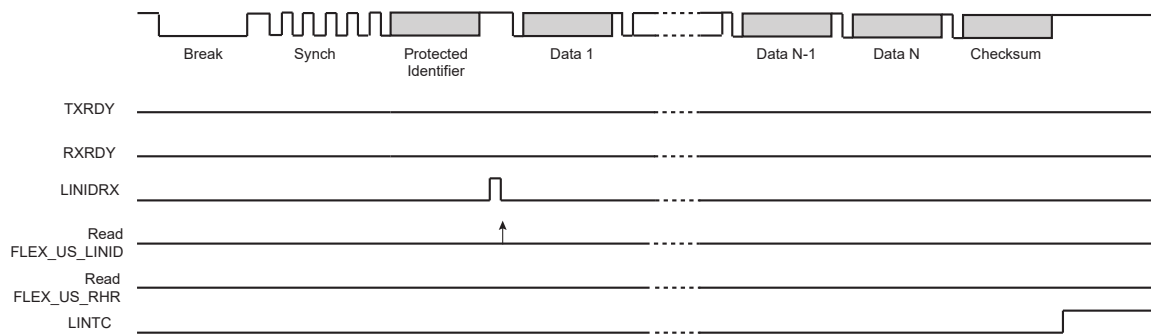 Break
Synch
Protected
Identifier
Data 1
Data N-1
Data N
Checksum
TXRDY
RXRDY
LINIDRX
Read
FLEX_US_LINID
Read
FLEX_US_RHR
LINTC